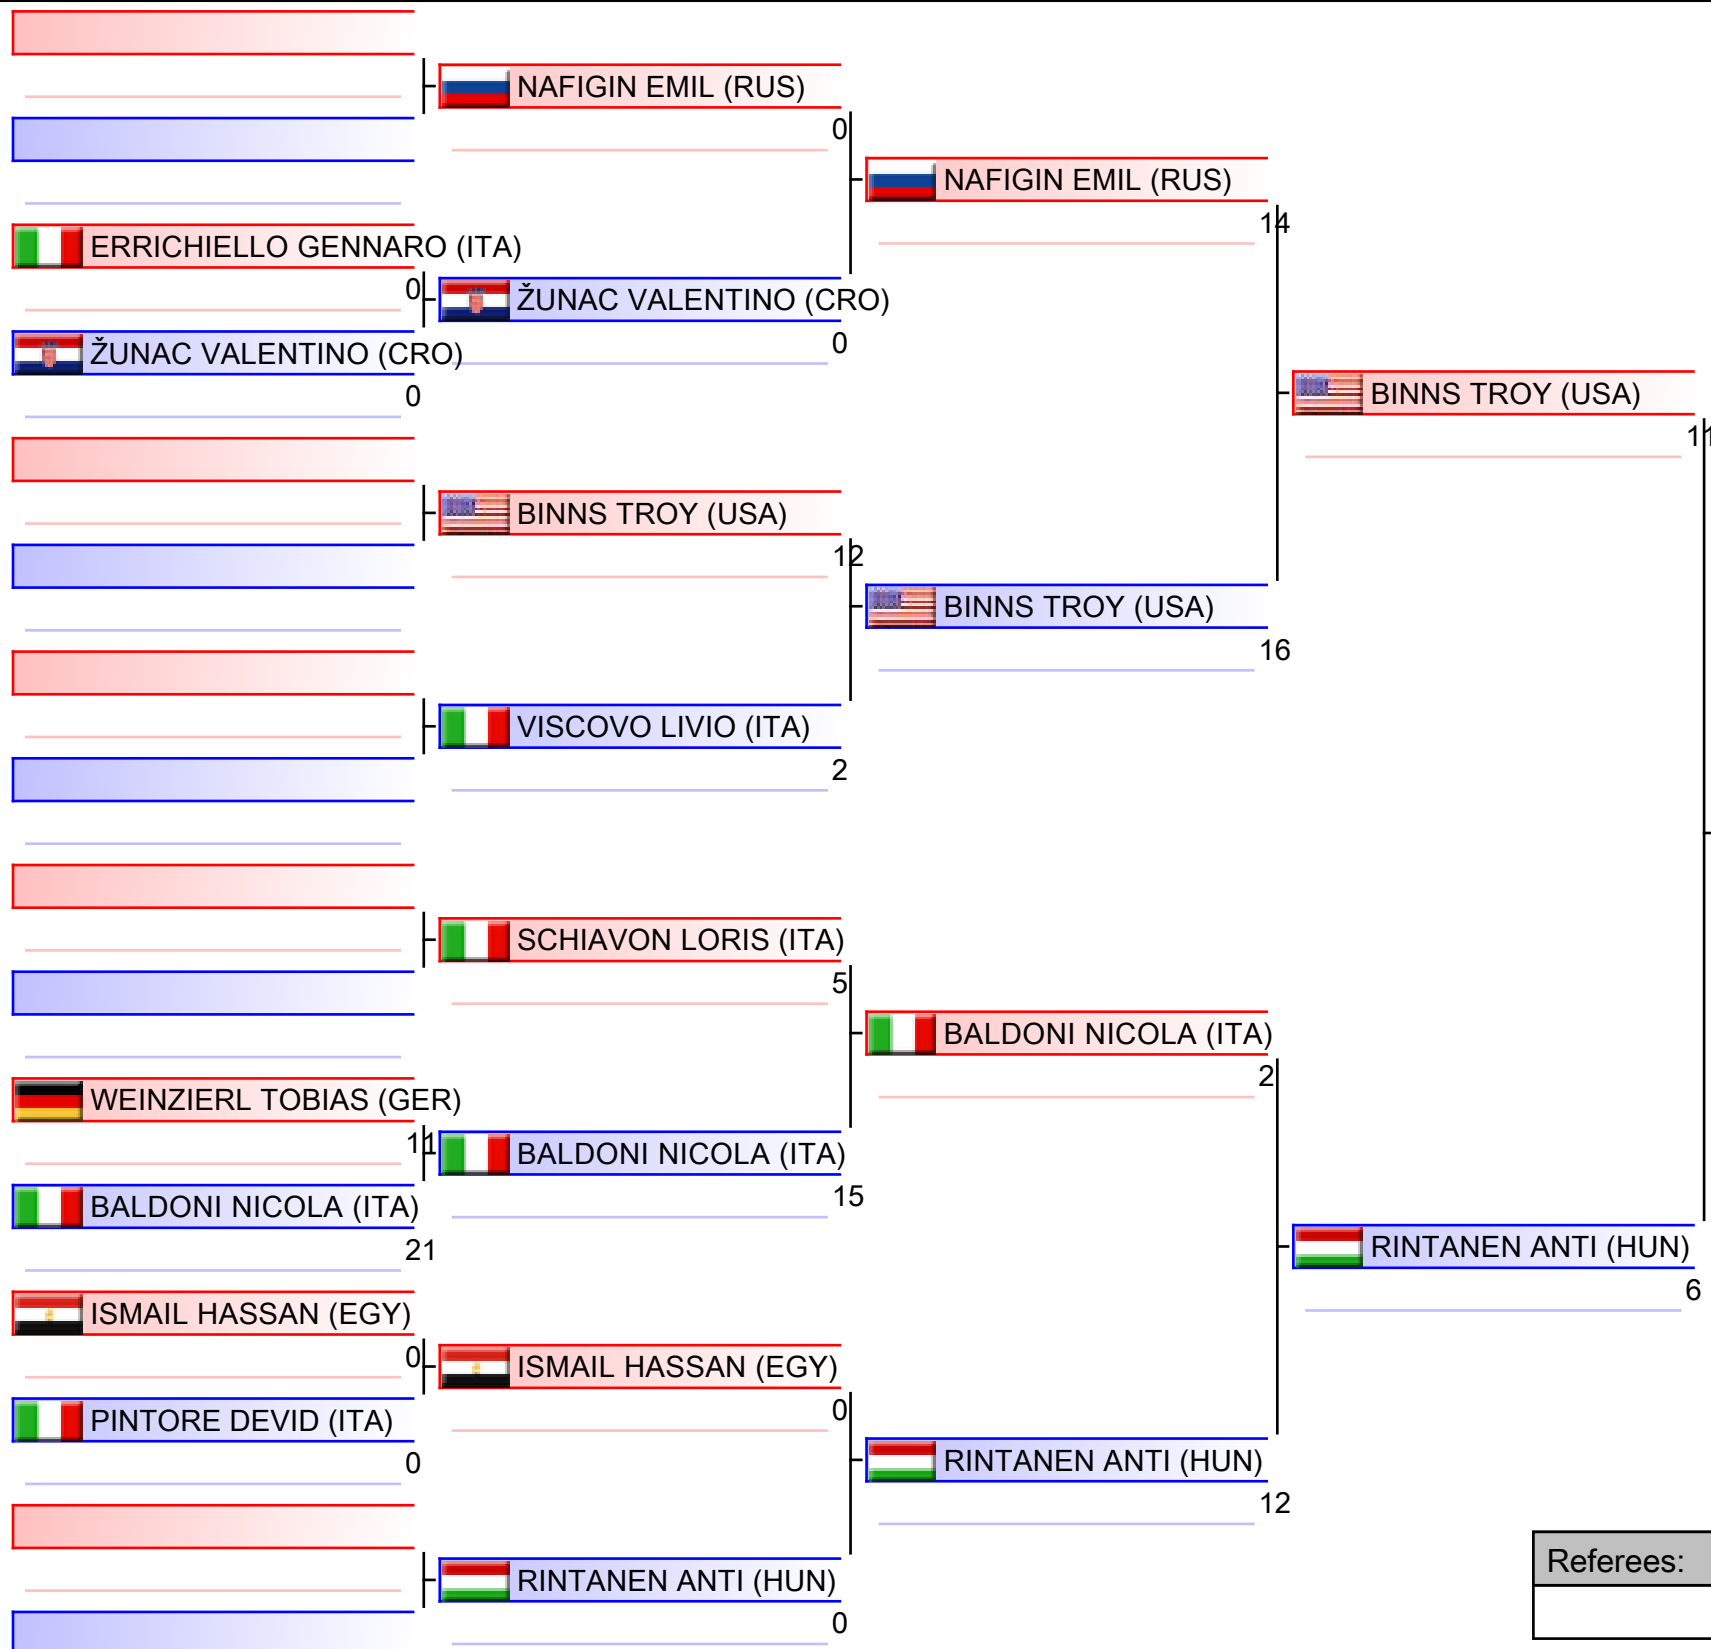 NAFIGIN EMIL (RUS)
0
NAFIGIN EMIL (RUS)
14
ERRICHIELLO GENNARO (ITA)
0
ŽUNAC VALENTINO (CRO)
0
ŽUNAC VALENTINO (CRO)
0
BINNS TROY (USA)
11
BINNS TROY (USA)
12
BINNS TROY (USA)
16
VISCOVO LIVIO (ITA)
2
SCHIAVON LORIS (ITA)
5
BALDONI NICOLA (ITA)
2
WEINZIERL TOBIAS (GER)
11
BALDONI NICOLA (ITA)
15
BALDONI NICOLA (ITA)
21
RINTANEN ANTI (HUN)
6
ISMAIL HASSAN (EGY)
0
ISMAIL HASSAN (EGY)
0
PINTORE DEVID (ITA)
0
RINTANEN ANTI (HUN)
12
RINTANEN ANTI (HUN)
0
Referees: